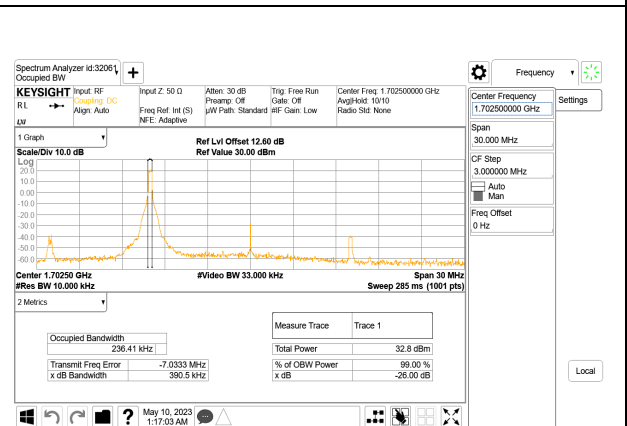 Spectrum Analyzer id:32061
Occupied BW
+
Frequency
KEYSIGHT
RL
LXI
Input: RF
Coupling: DC
Align: Auto
Input Z: 50 Ω
Freq Ref: Int (S)
NFE: Adaptive
Atten: 30 dB
Preamp: Off
µW Path: Standard
Trig: Free Run
Gate: Off
#IF Gain: Low
Center Freq: 1.702500000 GHz
Avg|Hold: 10/10
Radio Std: None
Center Frequency
1.702500000 GHz
Settings
Span
30.000 MHz
CF Step
3.000000 MHz
Auto
Man
Freq Offset
0 Hz
Local
1 Graph
Scale/Div 10.0 dB
Ref Lvl Offset 12.60 dB
Ref Value 30.00 dBm
Log
20.0
10.0
0.00
-10.0
-20.0
-30.0
-40.0
-50.0
-60.0
Center 1.70250 GHz
#Video BW 33.000 kHz
Span 30 MHz
#Res BW 10.000 kHz
Sweep 285 ms (1001 pts)
2 Metrics
Measure Trace Trace 1
Occupied Bandwidth
236.41 kHz
Total Power 32.8 dBm
Transmit Freq Error -7.0333 MHz
% of OBW Power 99.00 %
x dB Bandwidth 390.5 kHz
x dB -26.00 dB
?
May 10, 2023
1:17:03 AM